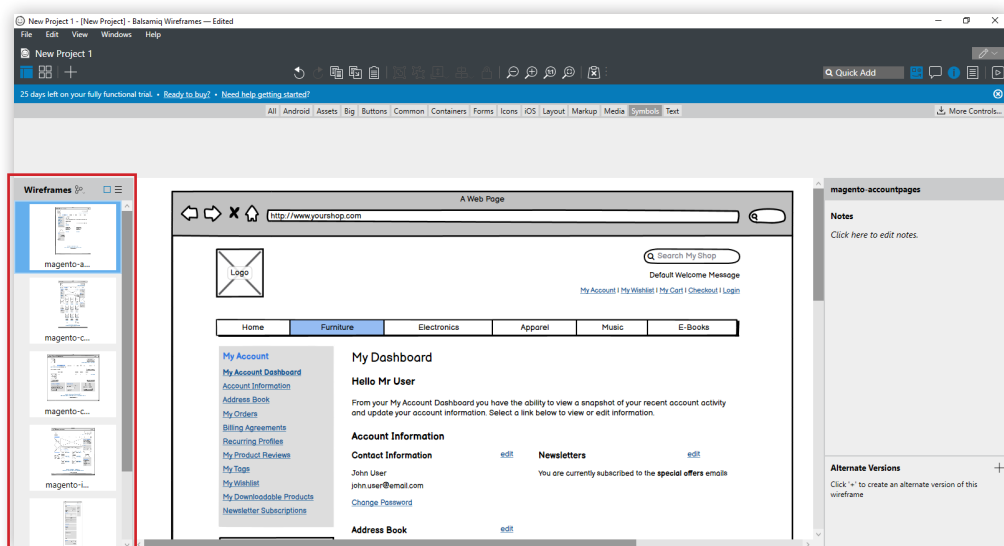 New Project 1 - [New Project] - Balsamiq Wireframes — Edited
File Edit View Windows Help
New Project 1
Quick Add
25 days left on your fully functional trial. • Ready to buy? • Need help getting started?
All Android Assets Big Buttons Common Containers Forms Icons iOS Layout Markup Media Symbols Text
More Controls...
Wireframes
magento-a...
magento-c...
magento-c...
magento-i...
A Web Page
http://www.yourshop.com
Logo
Search My Shop
Default Welcome Message
My Account | My Wishlist | My Cart | Checkout | Login
Home Furniture Electronics Apparel Music E-Books
My Account
My Account Dashboard
Account Information
Address Book
My Orders
Billing Agreements
Recurring Profiles
My Product Reviews
My Tags
My Wishlist
My Downloadable Products
Newsletter Subscriptions
My Dashboard
Hello Mr User
From your My Account Dashboard you have the ability to view a snapshot of your recent account activity
and update your account information. Select a link below to view or edit information.
Account Information
Contact Information edit
John User
john.user@email.com
Change Password
Newsletters edit
You are currently subscribed to the special offers emails
Address Book edit
magento-accountpages
Notes
Click here to edit notes.
Alternate Versions
Click '+' to create an alternate version of this
wireframe